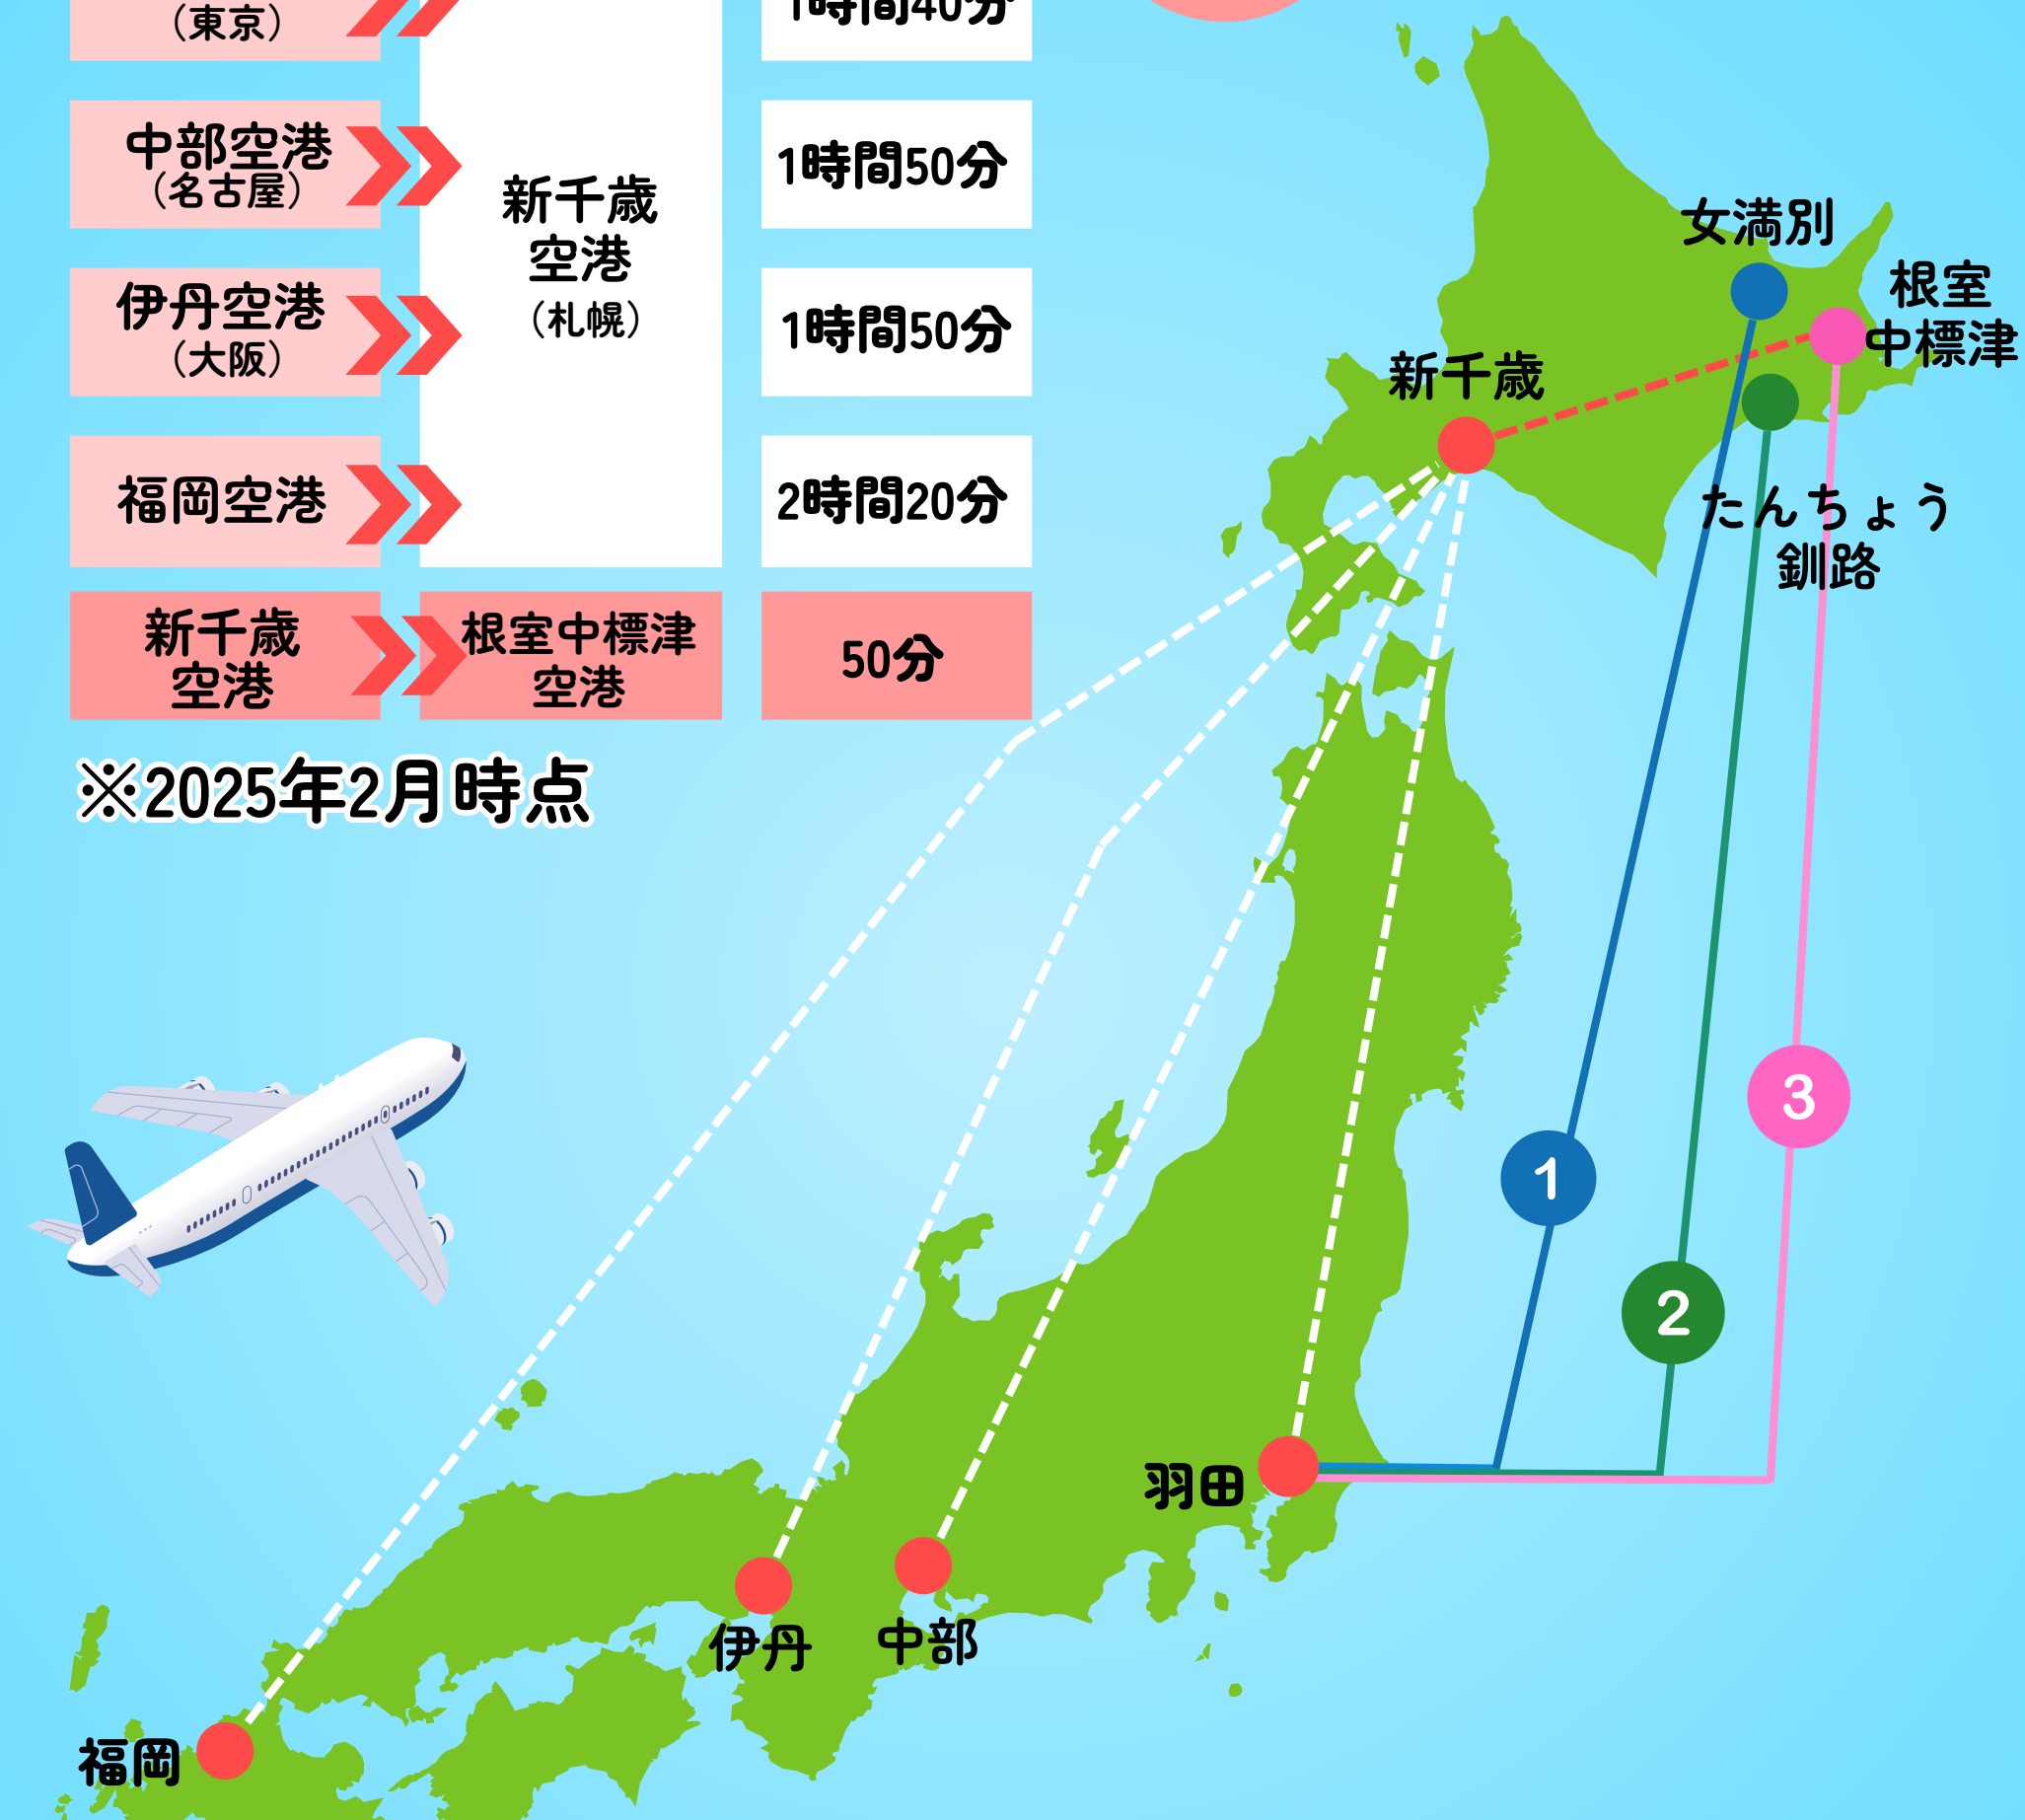 （東京）
1時間40分
中部空港
（名古屋）
1時間50分
新千歳
空港
（札幌）
伊丹空港
（大阪）
1時間50分
福岡空港
2時間20分
新千歳
空港
根室中標津
空港
50分
※2025年2月時点
女満別
根室
中標津
新千歳
たんちょう
釧路
3
1
2
羽田
伊丹
中部
福岡